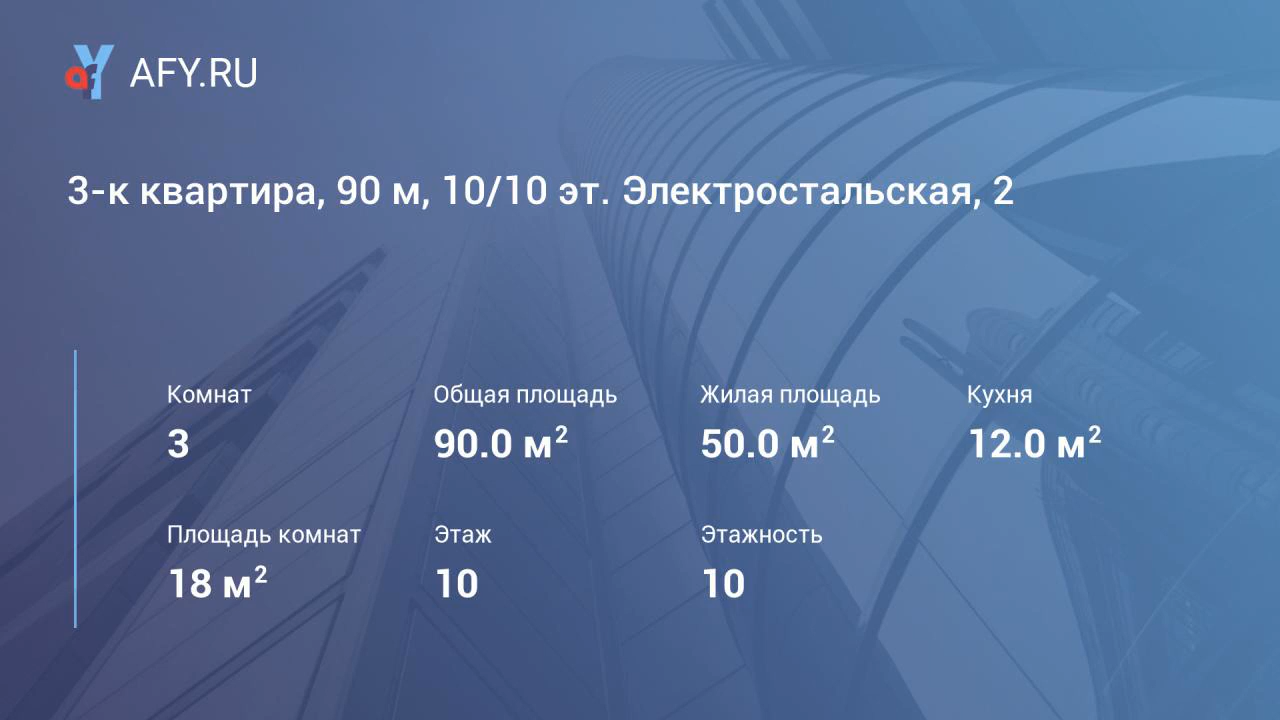 AFY.RU
3-к квартира, 90 м, 10/10 эт. Электростальская, 2
Комнат
Общая площадь
Жилая площадь
Кухня
3
90.0 м²
50.0 м²
12.0 м²
Площадь комнат
Этаж
Этажность
18 м²
10
10